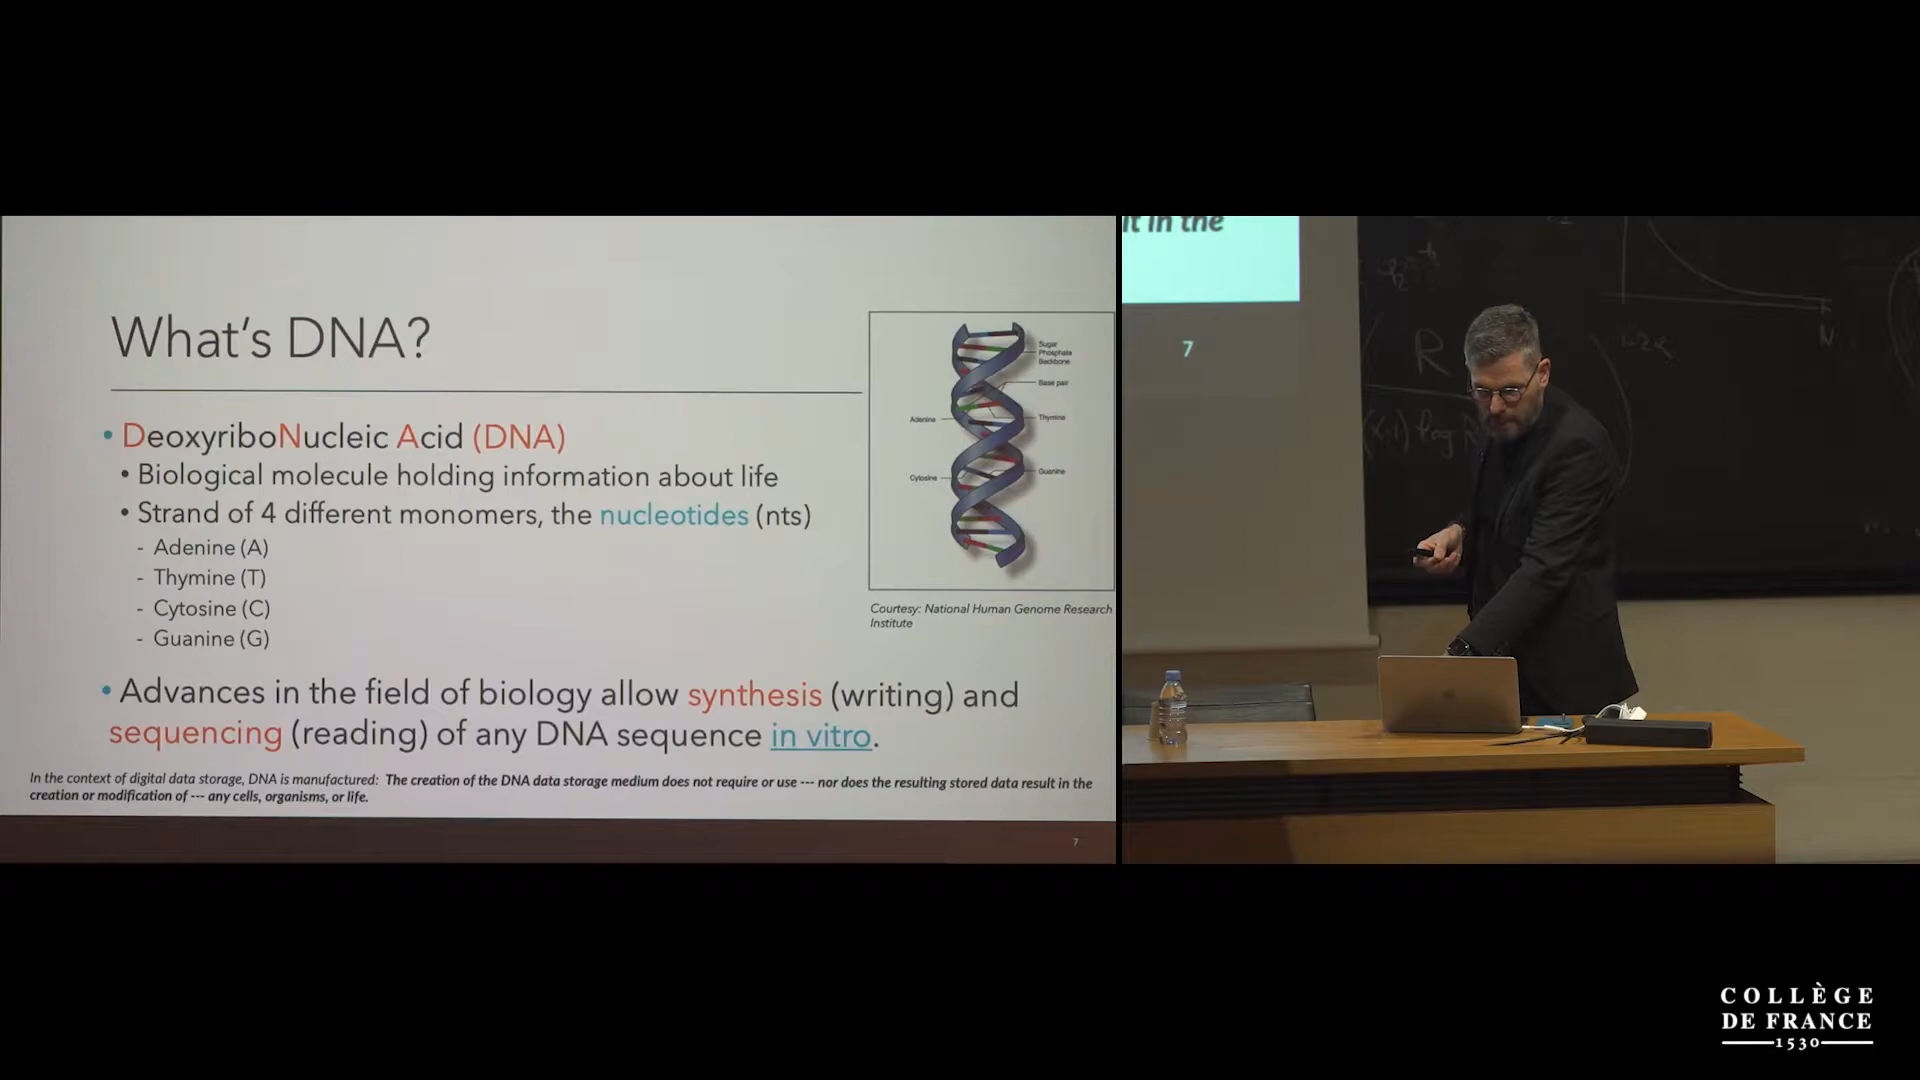 What's DNA?
• DeoxyriboNucleic Acid (DNA)
• Biological molecule holding information about life
• Strand of 4 different monomers, the nucleotides (nts)
- Adenine (A)
- Thymine (T)
- Cytosine (C)
- Guanine (G)
Sugar
Phosphate
Backbone
Base pair
Adenine
Thymine
Guanine
Cytosine
Courtesy: National Human Genome Research
Institute
• Advances in the field of biology allow synthesis (writing) and
sequencing (reading) of any DNA sequence in vitro.
In the context of digital data storage, DNA is manufactured: The creation of the DNA data storage medium does not require or use --- nor does the resulting stored data result in the
creation or modification of --- any cells, organisms, or life.
7
it in the
7
R
log
N
COLLÈGE
DE FRANCE
1530